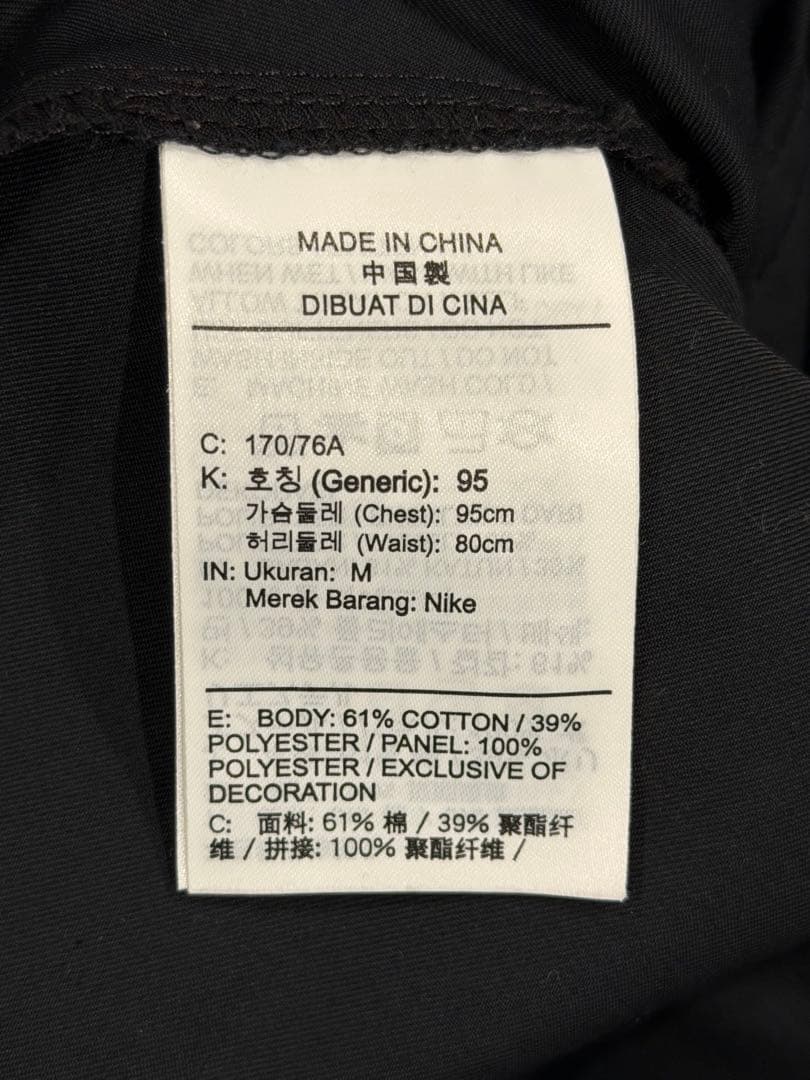 MADE IN CHINA
中国製
DIBUAT DI CINA
C: 170/76A
K: 호칭 (Generic): 95
가슴둘레 (Chest): 95cm
허리둘레 (Waist): 80cm
IN: Ukuran: M
Merek Barang: Nike
E: BODY: 61% COTTON / 39%
POLYESTER / PANEL: 100%
POLYESTER / EXCLUSIVE OF
DECORATION
C: 面料: 61% 棉 / 39% 聚酯纤
维 / 拼接: 100% 聚酯纤维 /